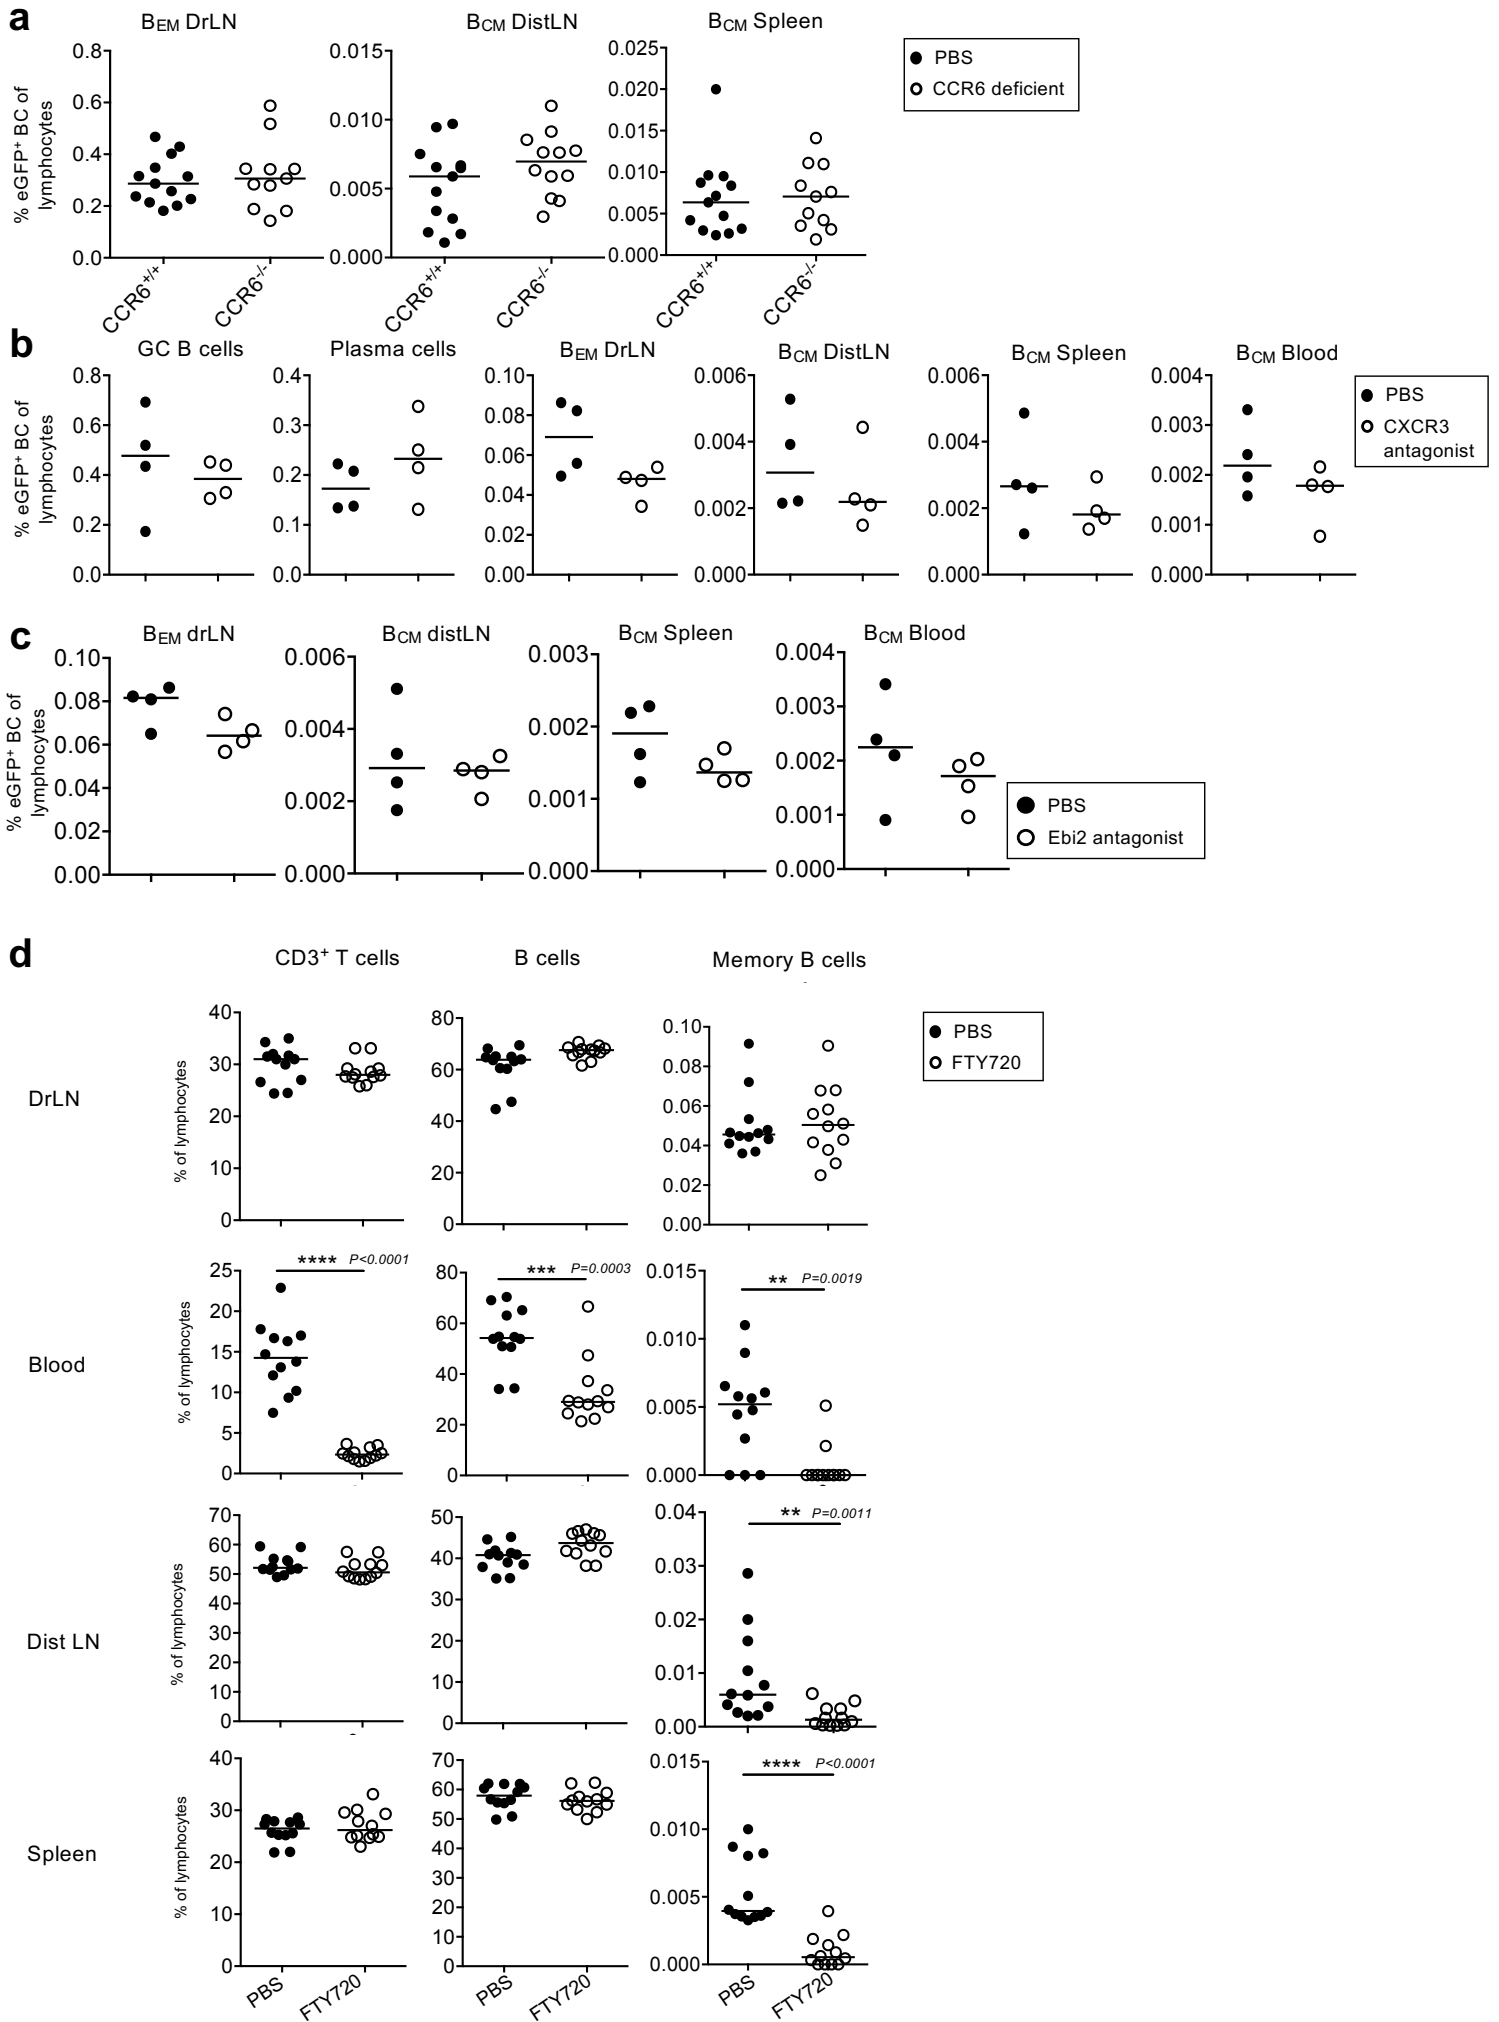 a
B_EM DrLN
B_CM DistLN
B_CM Spleen
PBS
CCR6 deficient
% eGFP⁺ BC of
lymphocytes
0.8
0.6
0.4
0.2
0.0
CCR6⁺/⁺
CCR6⁻/⁻
0.015
0.010
0.005
0.000
CCR6⁺/⁺
CCR6⁻/⁻
0.025
0.020
0.015
0.010
0.005
0.000
CCR6⁺/⁺
CCR6⁻/⁻
b
GC B cells
Plasma cells
B_EM DrLN
B_CM DistLN
B_CM Spleen
B_CM Blood
PBS
CXCR3
antagonist
% eGFP⁺ BC of
lymphocytes
0.8
0.6
0.4
0.2
0.0
0.4
0.3
0.2
0.1
0.0
0.10
0.08
0.06
0.04
0.02
0.00
0.006
0.004
0.002
0.000
0.006
0.004
0.002
0.000
0.004
0.003
0.002
0.001
0.000
c
B_EM drLN
B_CM distLN
B_CM Spleen
B_CM Blood
PBS
Ebi2 antagonist
% eGFP⁺ BC of
lymphocytes
0.10
0.08
0.06
0.04
0.02
0.00
0.006
0.004
0.002
0.000
0.003
0.002
0.001
0.000
0.004
0.003
0.002
0.001
0.000
d
CD3⁺ T cells
B cells
Memory B cells
PBS
FTY720
DrLN
% of lymphocytes
40
30
20
10
0
80
60
40
20
0
0.10
0.08
0.06
0.04
0.02
0.00
Blood
% of lymphocytes
**** P<0.0001
25
20
15
10
5
0
*** P=0.0003
80
60
40
20
0
** P=0.0019
0.015
0.010
0.005
0.000
Dist LN
% of lymphocytes
70
60
50
40
30
20
10
0
50
40
30
20
10
0
** P=0.0011
0.04
0.03
0.02
0.01
0.00
Spleen
% of lymphocytes
40
30
20
10
0
PBS
FTY720
70
60
50
40
30
20
10
0
PBS
FTY720
**** P<0.0001
0.015
0.010
0.005
0.000
PBS
FTY720